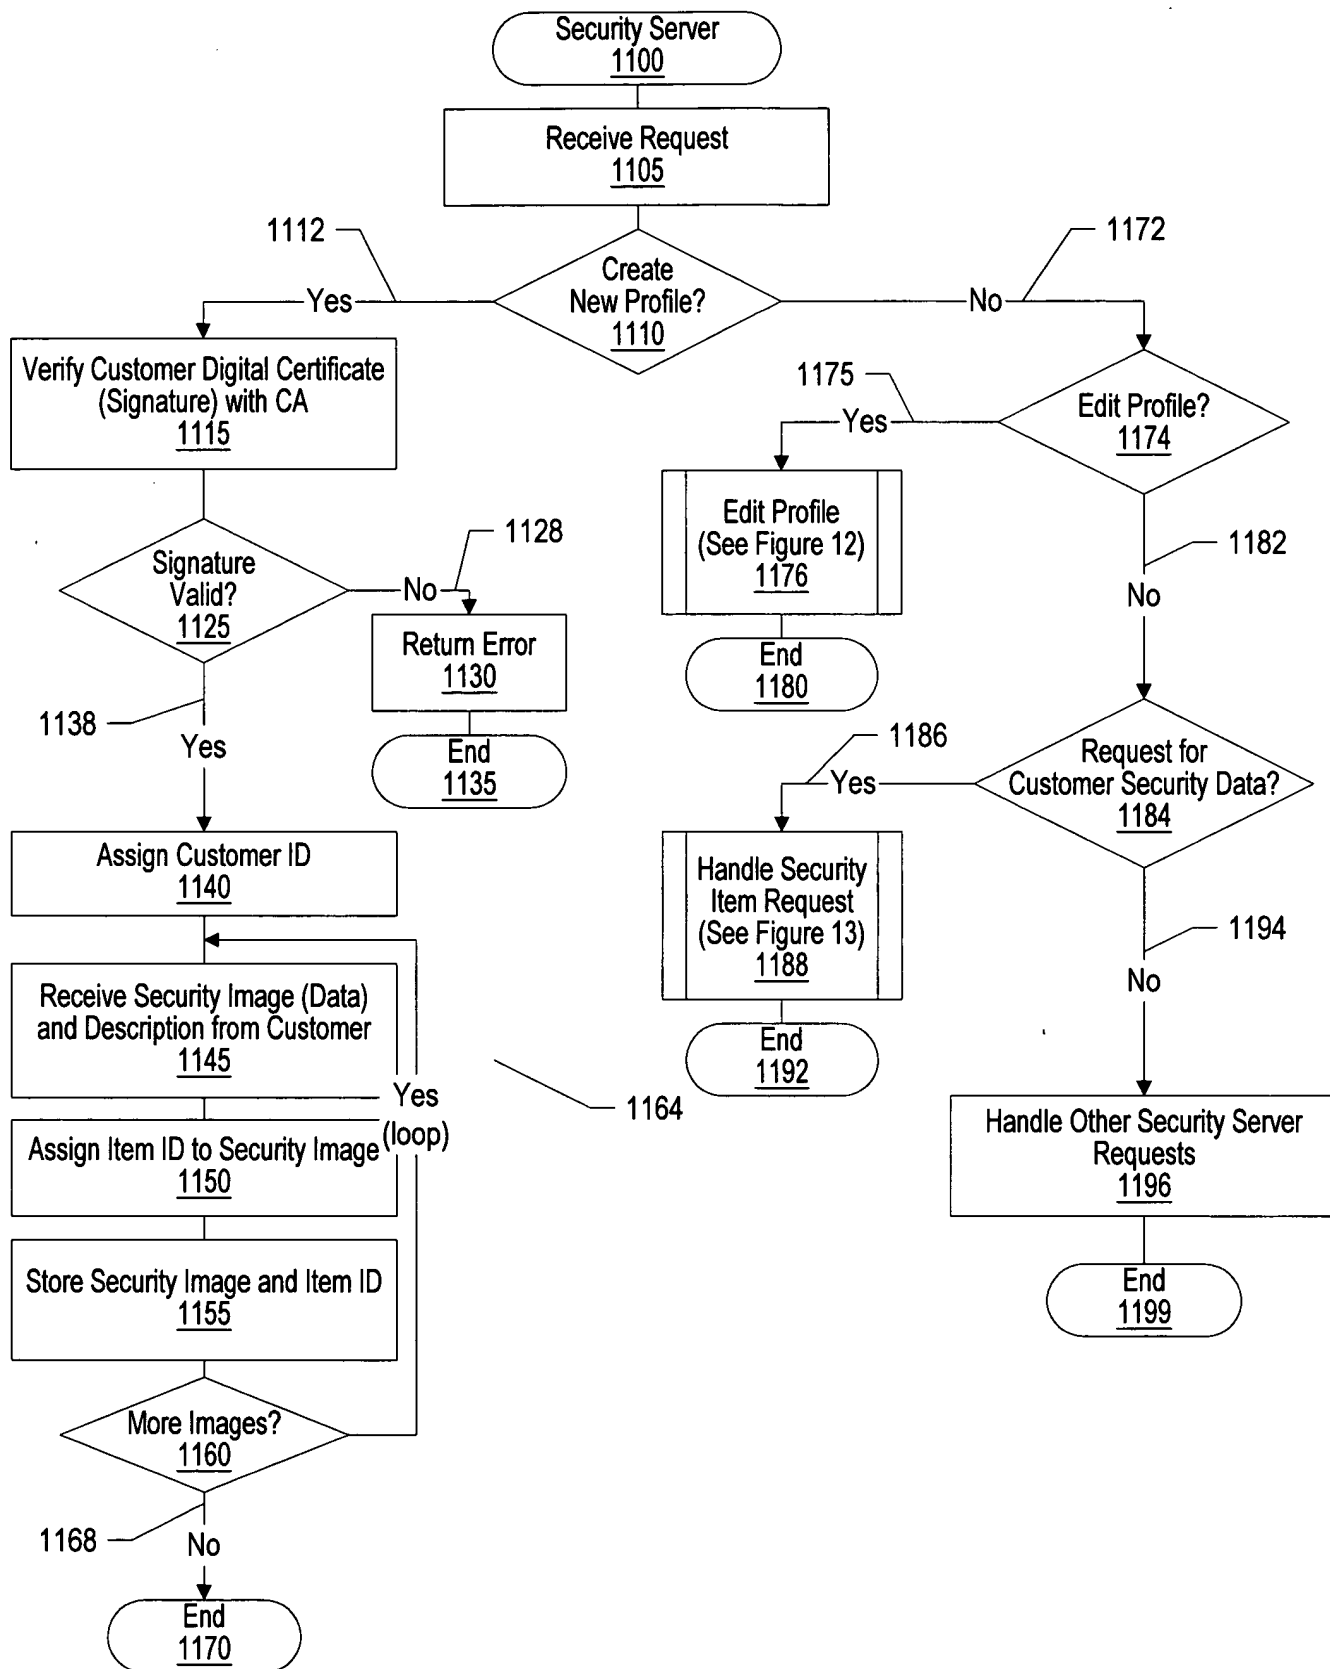 Security Server
1100
Receive Request
1105
1112
1172
Create
New Profile?
1110
Yes
No
Verify Customer Digital Certificate
(Signature) with CA
1115
1175
Edit Profile?
1174
Yes
Edit Profile
(See Figure 12)
1176
1128
1182
Signature
Valid?
1125
No
No
Return Error
1130
End
1180
1138
Yes
End
1135
1186
Request for
Customer Security Data?
1184
Yes
Assign Customer ID
1140
Handle Security
Item Request
(See Figure 13)
1188
1194
No
Receive Security Image (Data)
and Description from Customer
1145
End
1192
Yes
(loop)
1164
Assign Item ID to Security Image
1150
Handle Other Security Server
Requests
1196
Store Security Image and Item ID
1155
End
1199
More Images?
1160
1168
No
End
1170